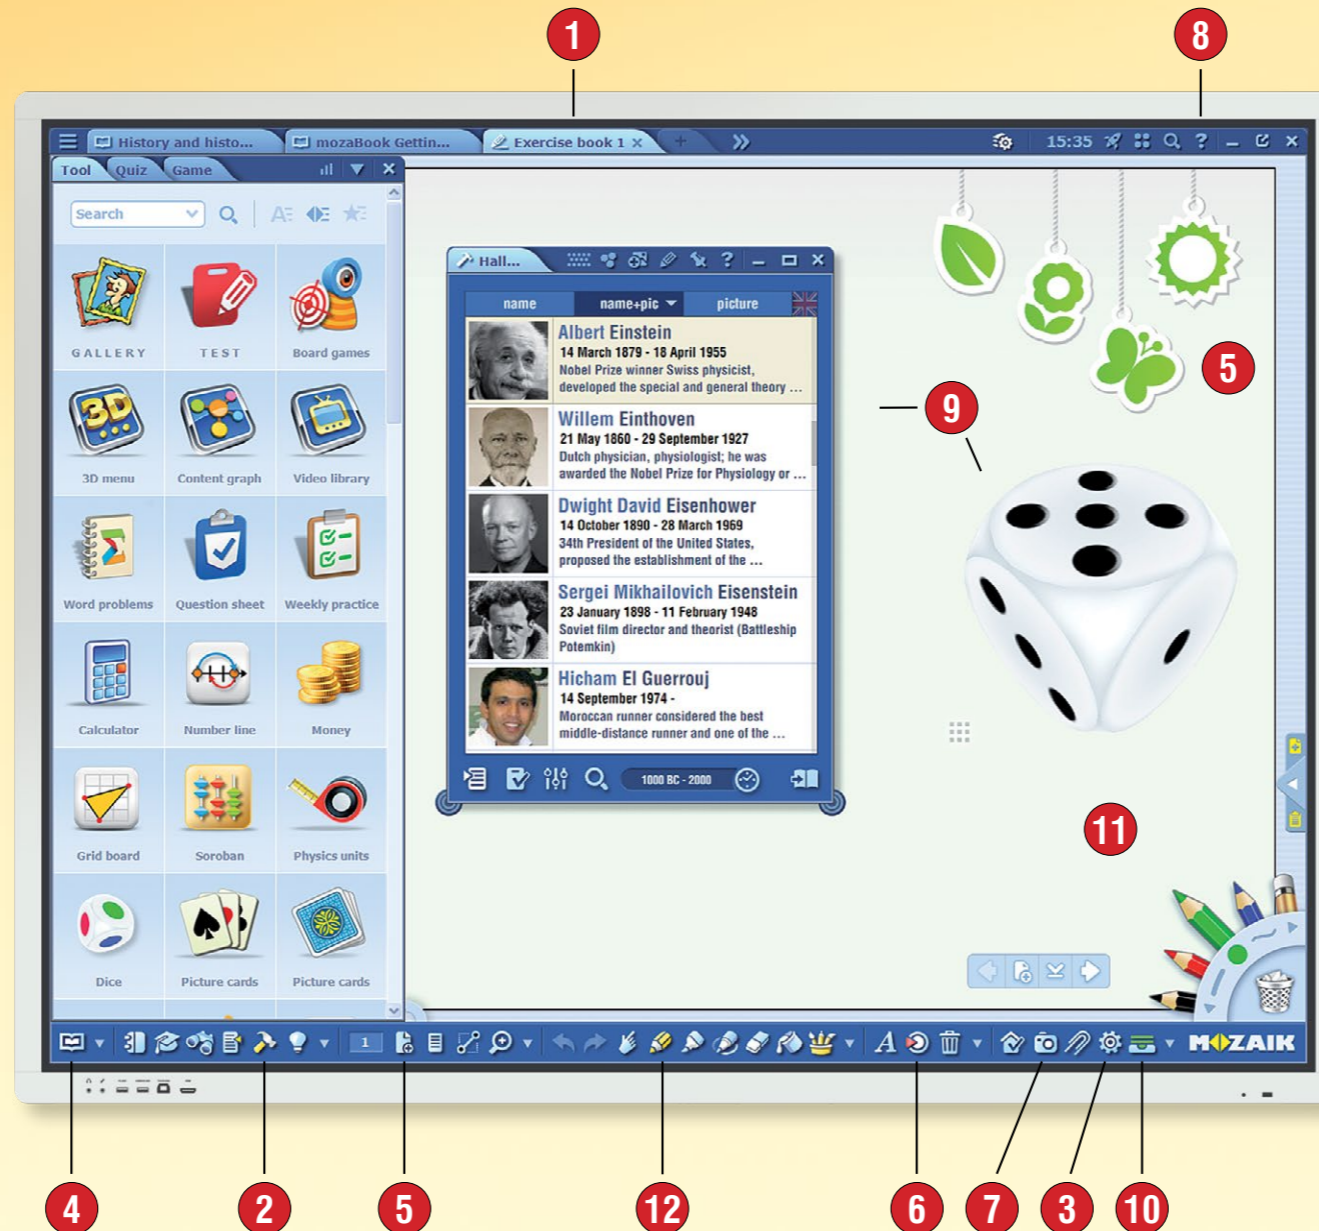 1
8
History and histo...
mozaBook Gettin...
Exercise book 1
15:35
Tool
Quiz
Game
Search
GALLERY
TEST
Board games
3D
3D menu
Content graph
Video library
Word problems
Question sheet
Weekly practice
Calculator
Number line
Money
Grid board
Soroban
Physics units
Dice
Picture cards
Picture cards
Hall...
name
name+pic
picture
Albert Einstein
14 March 1879 - 18 April 1955
Nobel Prize winner Swiss physicist,
developed the special and general theory ...
Willem Einthoven
21 May 1860 - 29 September 1927
Dutch physician, physiologist; he was
awarded the Nobel Prize for Physiology or ...
Dwight David Eisenhower
14 October 1890 - 28 March 1969
34th President of the United States,
proposed the establishment of the ...
Sergei Mikhailovich Eisenstein
23 January 1898 - 11 February 1948
Soviet film director and theorist (Battleship
Potemkin)
Hicham El Guerrouj
14 September 1974 -
Moroccan runner considered the best
middle-distance runner and one of the ...
1000 BC - 2000
5
9
11
1
A
MOZAIK
4
2
5
12
6
7
3
10